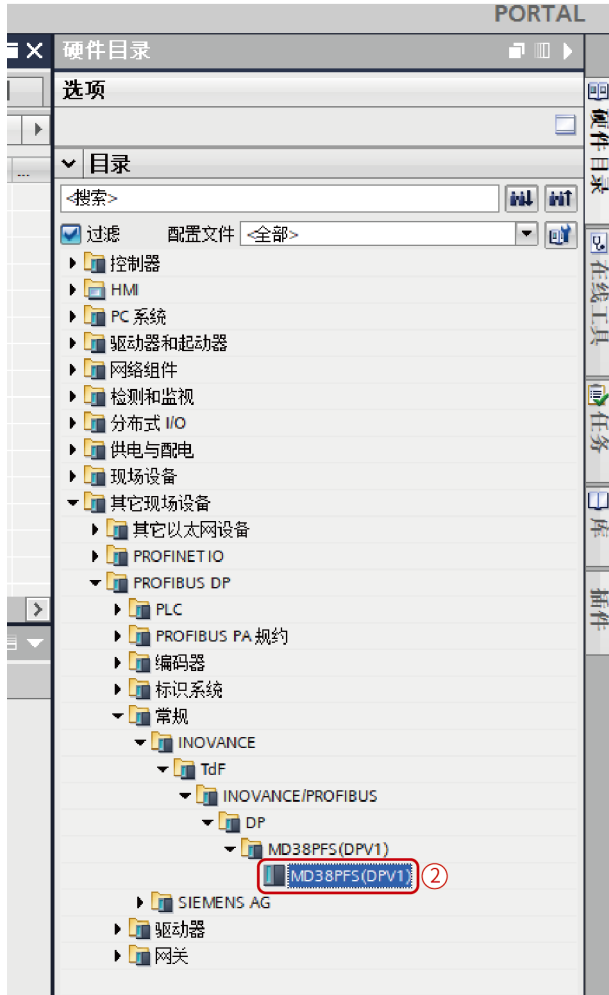 PORTAL
硬件目录
选项
...
目录
<搜索>
过滤 配置文件 <全部>
控制器
HMI
PC 系统
驱动器和起动器
网络组件
检测和监视
分布式 I/O
供电与配电
现场设备
其它现场设备
其它以太网设备
PROFINET IO
PROFIBUS DP
PLC
PROFIBUS PA 规约
编码器
标识系统
常规
INOVANCE
TdF
INOVANCE/PROFIBUS
DP
MD38PFS(DPV1)
MD38PFS(DPV1) ②
SIEMENS AG
驱动器
网关
硬件目录
在线工具
任务
库
插件